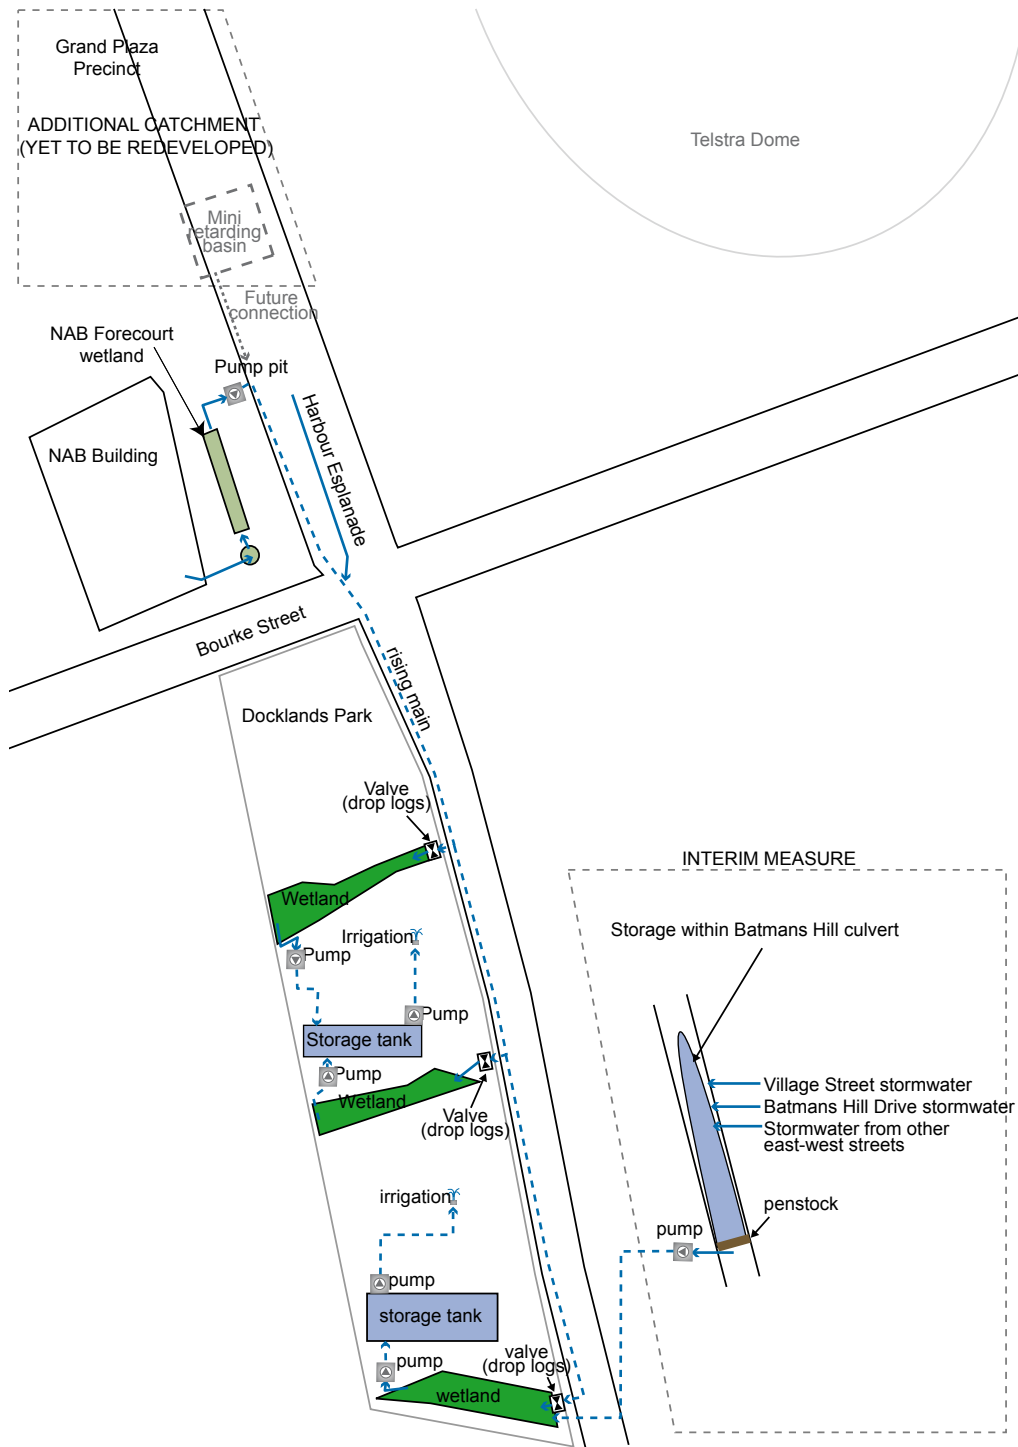 Grand Plaza
Precinct
ADDITIONAL CATCHMENT
(YET TO BE REDEVELOPED)
Telstra Dome
Mini
retarding
basin
Future
connection
NAB Forecourt
wetland
Pump pit
Harbour Esplanade
NAB Building
Bourke Street
rising main
Docklands Park
Valve
(drop logs)
INTERIM MEASURE
Wetland
Storage within Batmans Hill culvert
Irrigation
Pump
Pump
Storage tank
Pump
Village Street stormwater
Wetland
Batmans Hill Drive stormwater
Valve
(drop logs)
Stormwater from other
east-west streets
irrigation
penstock
pump
pump
storage tank
valve
(drop logs)
pump
wetland